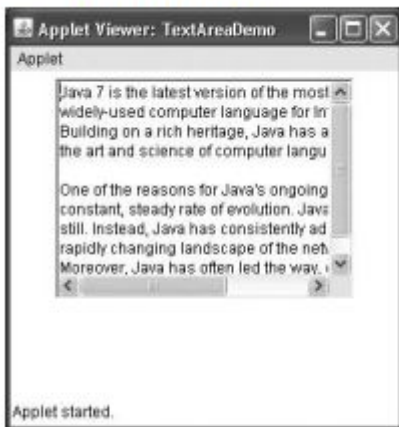 Applet Viewer: TextAreaDemo
Applet
Java 7 is the latest version of the most
widely-used computer language for
Building on a rich heritage, Java has a
the art and science of computer langu
One of the reasons for Java's ongoing
constant, steady rate of evolution. Java
still. Instead, Java has consistently ad
rapidly changing landscape of the
Moreover, Java has often led the way,
Applet started.